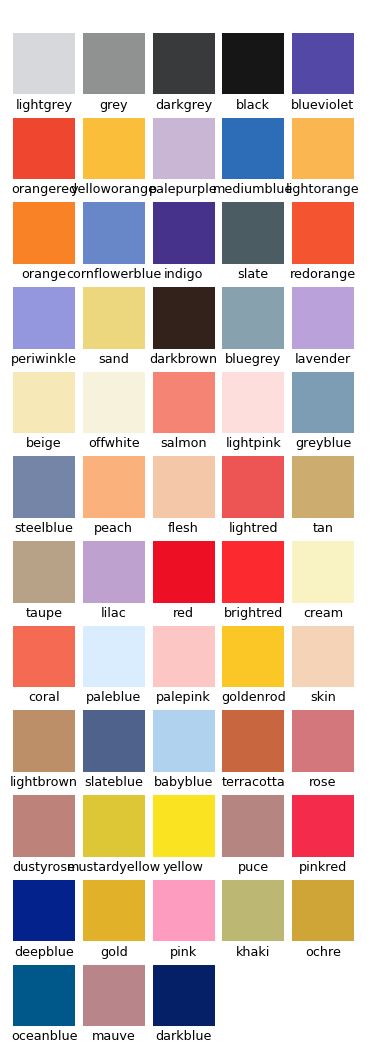 lightgrey grey darkgrey black blueviolet
orangered yelloworange palepurple mediumblue lightorange
orange cornflowerblue indigo slate redorange
periwinkle sand darkbrown bluegrey lavender
beige offwhite salmon lightpink greyblue
steelblue peach flesh lightred tan
taupe lilac red brightred cream
coral paleblue palepink goldenrod skin
lightbrown slateblue babyblue terracotta rose
dustyrose mustardyellow yellow puce pinkred
deepblue gold pink khaki ochre
oceanblue mauve darkblue